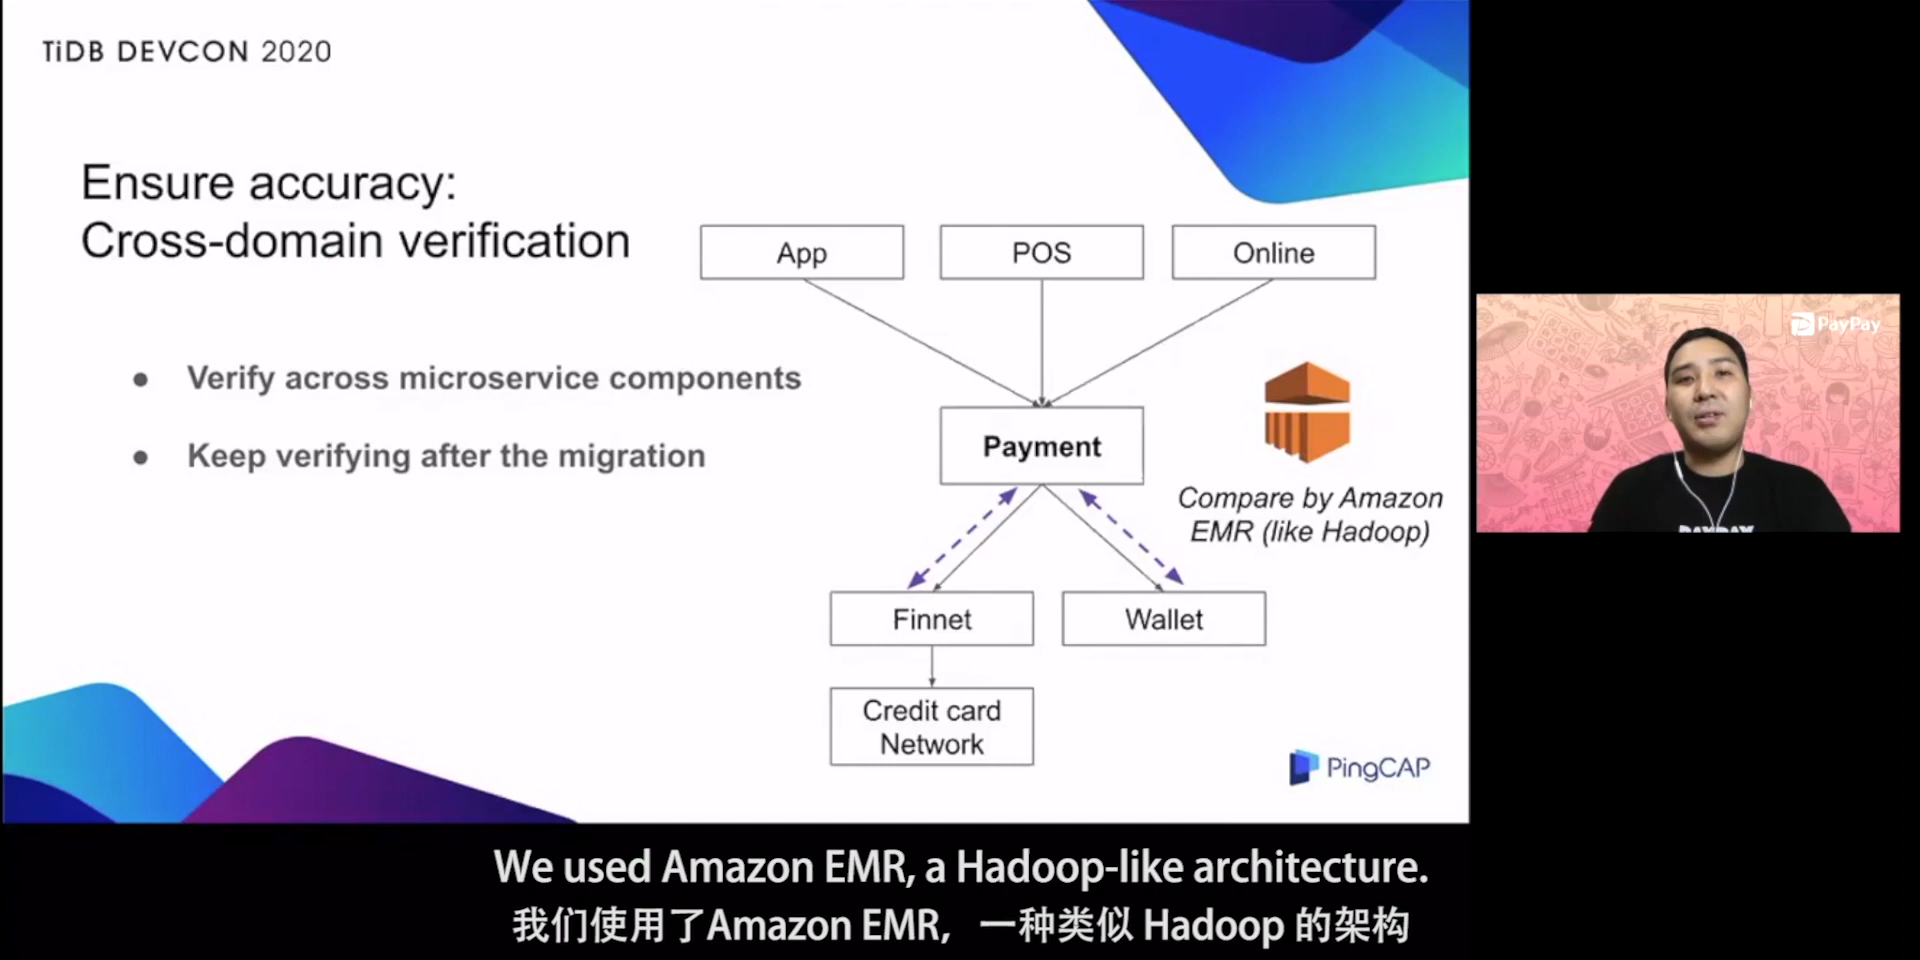 TiDB DEVCON 2020
Ensure accuracy:
Cross-domain verification
● Verify across microservice components
● Keep verifying after the migration
App
POS
Online
Payment
Compare by Amazon
EMR (like Hadoop)
Finnet
Wallet
Credit card
Network
PingCAP
PayPay
PAYPAY
We used Amazon EMR, a Hadoop-like architecture.
我们使用了Amazon EMR, 一种类似 Hadoop 的架构